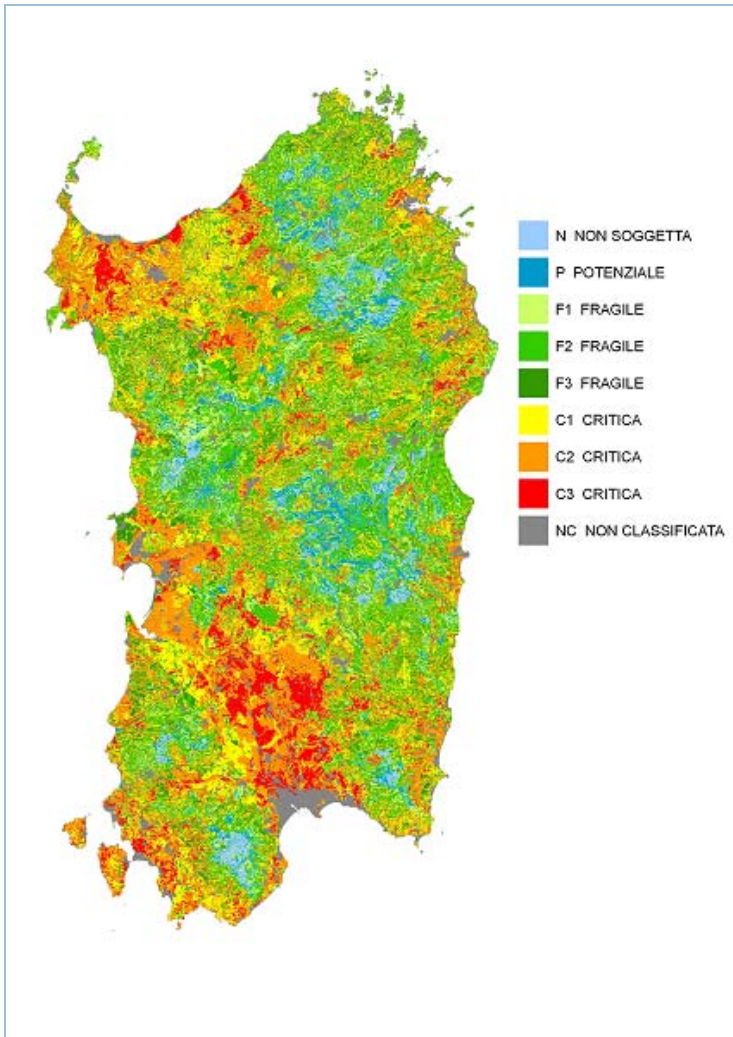 N NON SOGGETTA
P POTENZIALE
F1 FRAGILE
F2 FRAGILE
F3 FRAGILE
C1 CRITICA
C2 CRITICA
C3 CRITICA
NC NON CLASSIFICATA